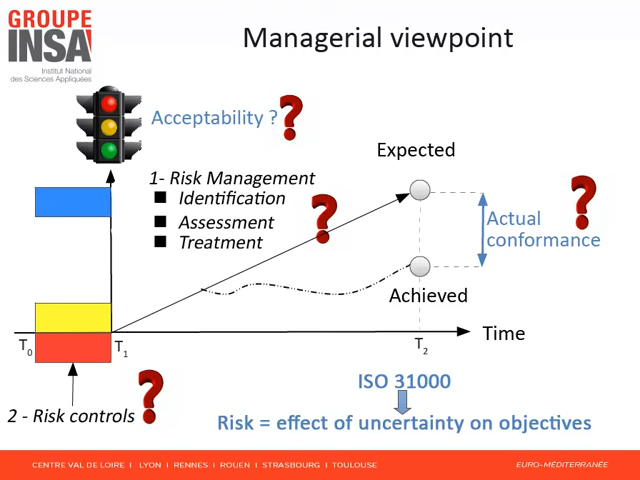 GROUPE
INSA
Institut National
des Sciences Appliquées
Managerial viewpoint
Acceptability ?
?
Expected
1- Risk Management
Identification
Assessment
Treatment
?
?
Actual
conformance
Achieved
Time
T0
T1
T2
2 - Risk controls
?
ISO 31000
Risk = effect of uncertainty on objectives
CENTRE VAL DE LOIRE | LYON | RENNES | ROUEN | STRASBOURG | TOULOUSE
EURO-MÉDITERRANÉE